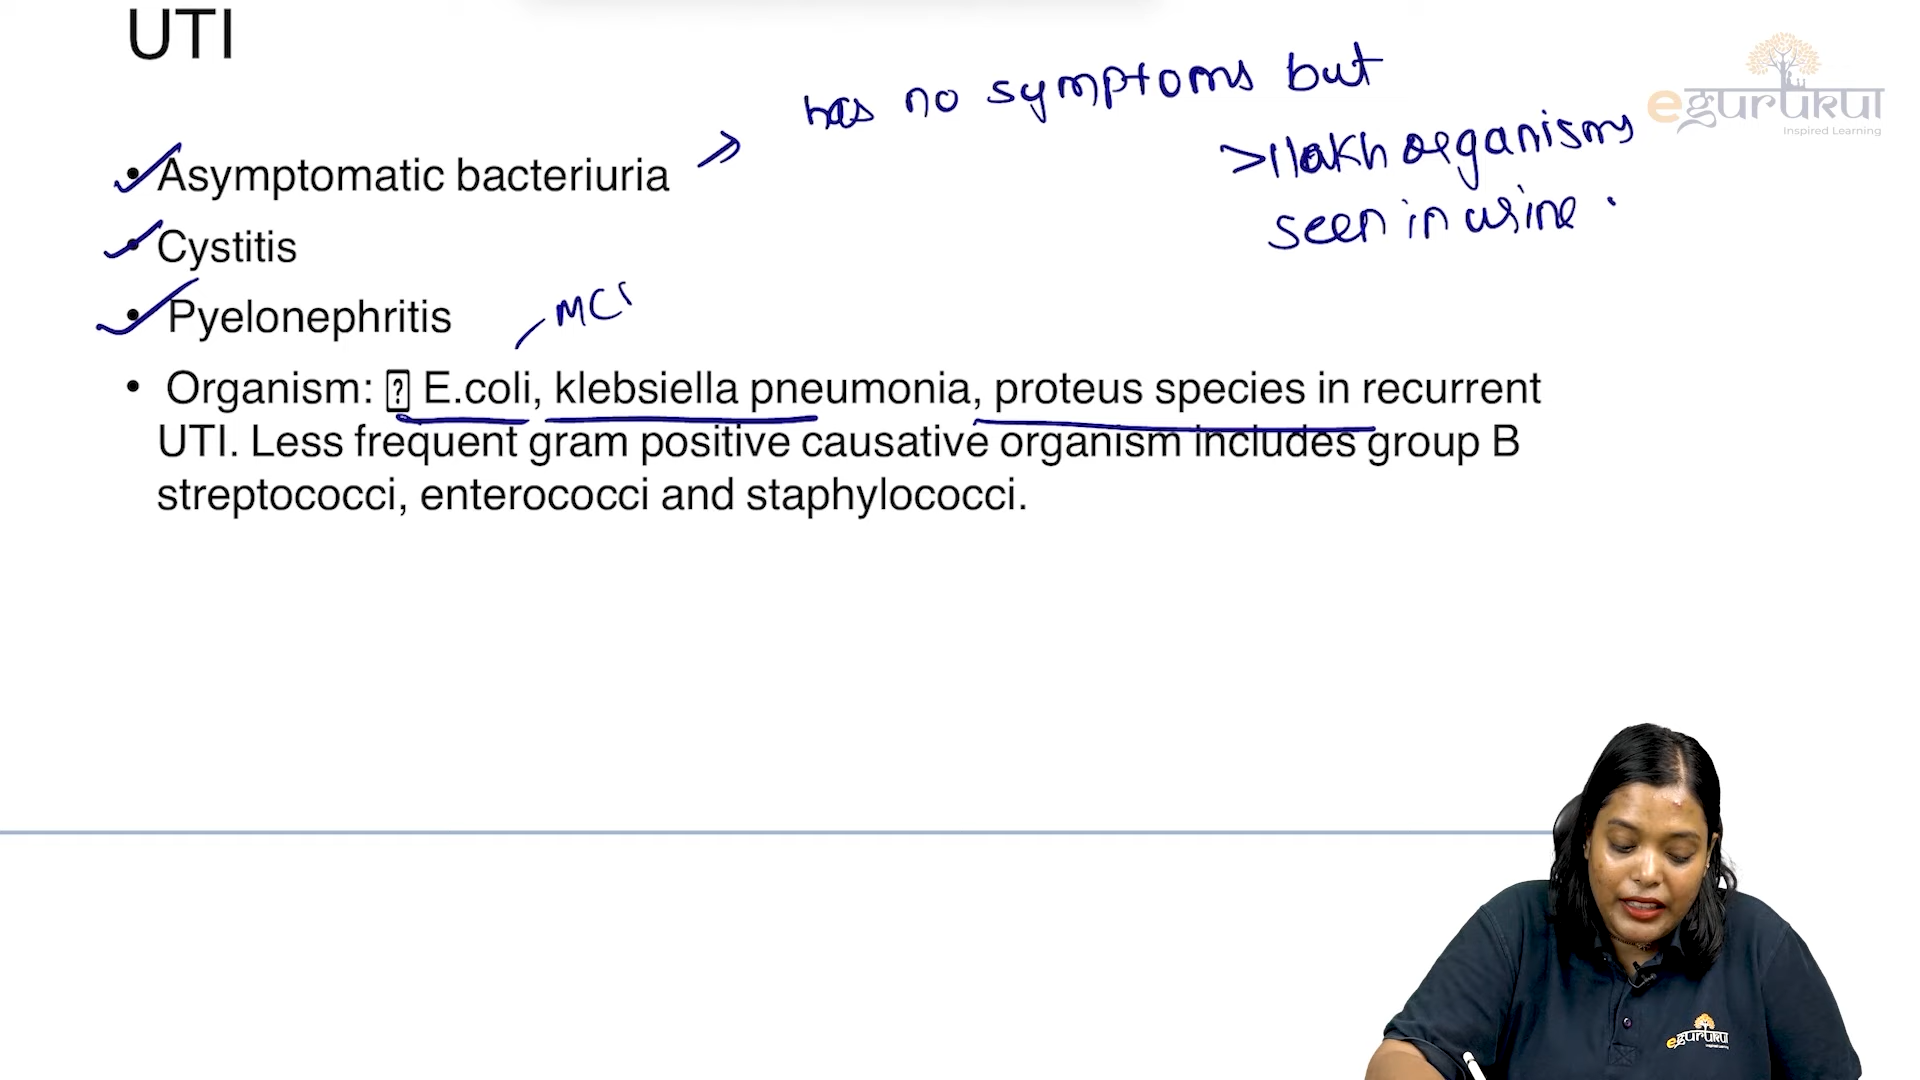 UTI
has no symptoms but
>1 lakh organisms
seen in urine.
egurukul
Inspired Learning
• Asymptomatic bacteriuria
• Cystitis
• Pyelonephritis
MC
• Organism: E.coli, klebsiella pneumonia, proteus species in recurrent
UTI. Less frequent gram positive causative organism includes group B
streptococci, enterococci and staphylococci.
egurukul